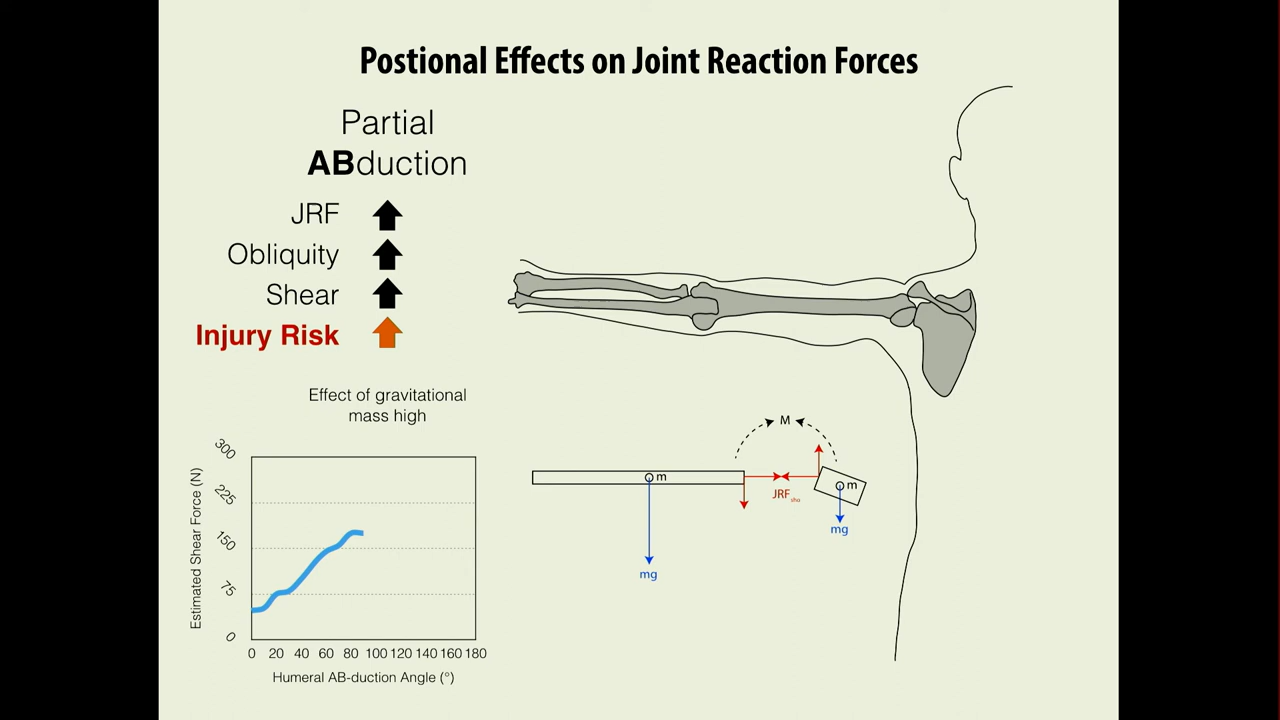 Postional Effects on Joint Reaction Forces
Partial
ABduction
JRF
Obliquity
Shear
Injury Risk
Effect of gravitational
mass high
Estimated Shear Force (N)
300
225
150
75
0
0 20 40 60 80 100 120 140 160 180
Humeral AB-duction Angle (°)
M
m
JRF sho
m
mg
mg